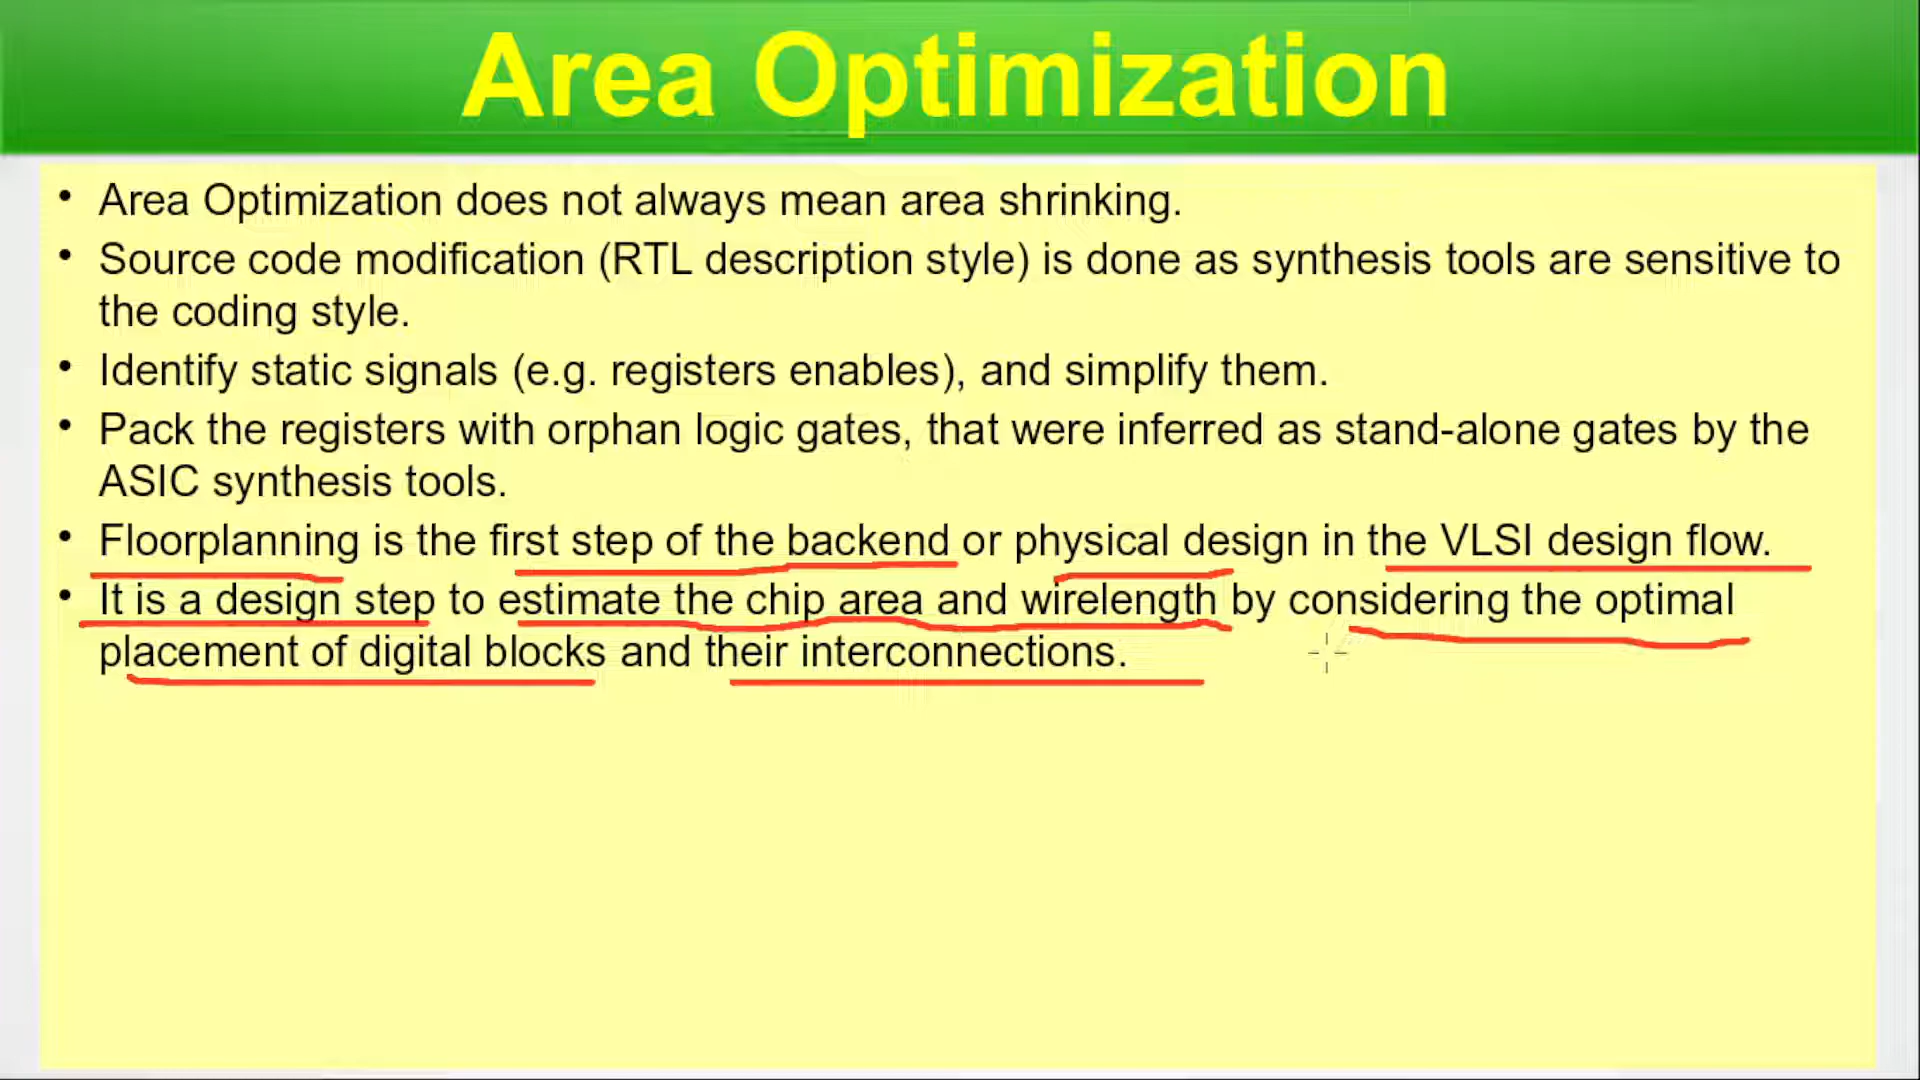 Area Optimization
• Area Optimization does not always mean area shrinking.
• Source code modification (RTL description style) is done as synthesis tools are sensitive to
the coding style.
• Identify static signals (e.g. registers enables), and simplify them.
• Pack the registers with orphan logic gates, that were inferred as stand-alone gates by the
ASIC synthesis tools.
• Floorplanning is the first step of the backend or physical design in the VLSI design flow.
• It is a design step to estimate the chip area and wirelength by considering the optimal
placement of digital blocks and their interconnections.